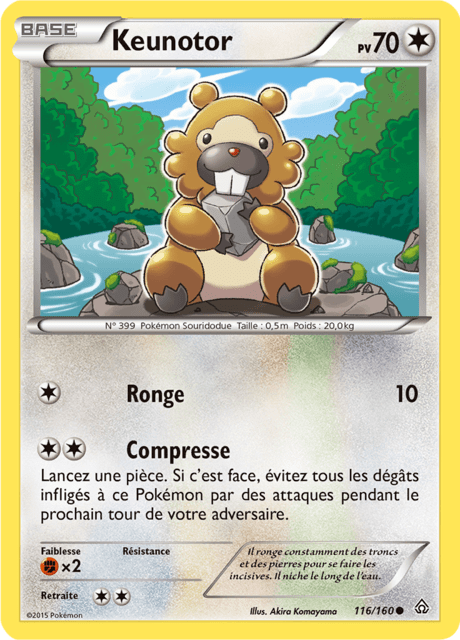 BASE Keunotor PV70
N° 399 Pokémon Souridodue Taille : 0,5m Poids : 20,0kg
Ronge 10
Compresse
Lancez une pièce. Si c'est face, évitez tous les dégâts
infligés à ce Pokémon par des attaques pendant le
prochain tour de votre adversaire.
Faiblesse Résistance
×2
Retraite
Il ronge constamment des troncs
et des pierres pour se faire les
incisives. Il niche le long de l'eau.
©2015 Pokémon
Illus. Akira Komayama 116/160